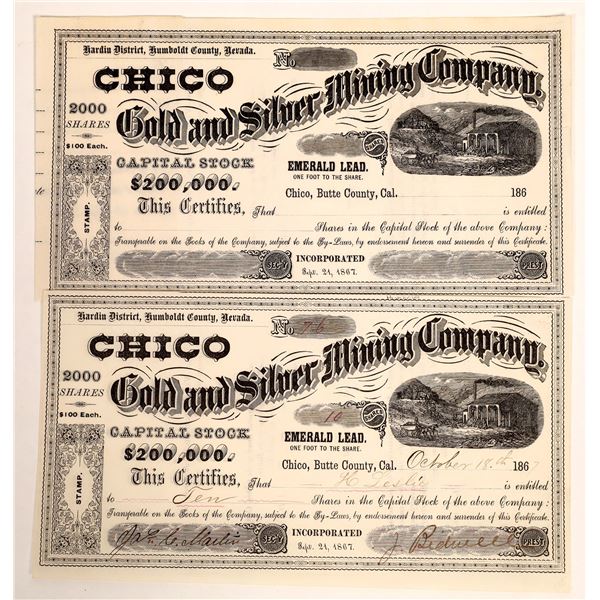 Hardin District, Humboldt County, Nevada.
No
CHICO
Gold and Silver Mining Company.
2000
SHARES
$100 Each.
CAPITAL STOCK
$200,000.
SHARES
EMERALD LEAD.
ONE FOOT TO THE SHARE.
Chico, Butte County, Cal. 186
This Certifies, That is entitled
to Shares in the Capital Stock of the above Company:
Transferable on the Books of the Company, subject to the By-Laws, by endorsement hereon and surrender of this Certificate.
STAMP.
INCORPORATED
Sept. 21, 1867.
SEC'Y
PREST
Hardin District, Humboldt County, Nevada.
No 76
CHICO
Gold and Silver Mining Company.
2000
SHARES
$100 Each.
CAPITAL STOCK
$200,000.
10
SHARES
EMERALD LEAD.
ONE FOOT TO THE SHARE.
Chico, Butte County, Cal. October 18th 1867
This Certifies, That H Leslie is entitled
to Ten Shares in the Capital Stock of the above Company:
Transferable on the Books of the Company, subject to the By-Laws, by endorsement hereon and surrender of this Certificate.
STAMP.
INCORPORATED
Sept. 21, 1867.
SEC'Y
J Bidwell
PREST